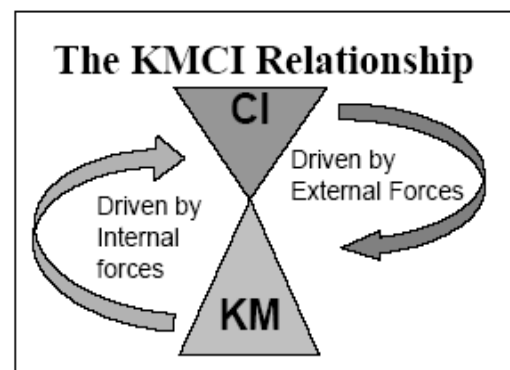 The KMCI Relationship
CI
Driven by
External Forces
Driven by
Internal
forces
KM